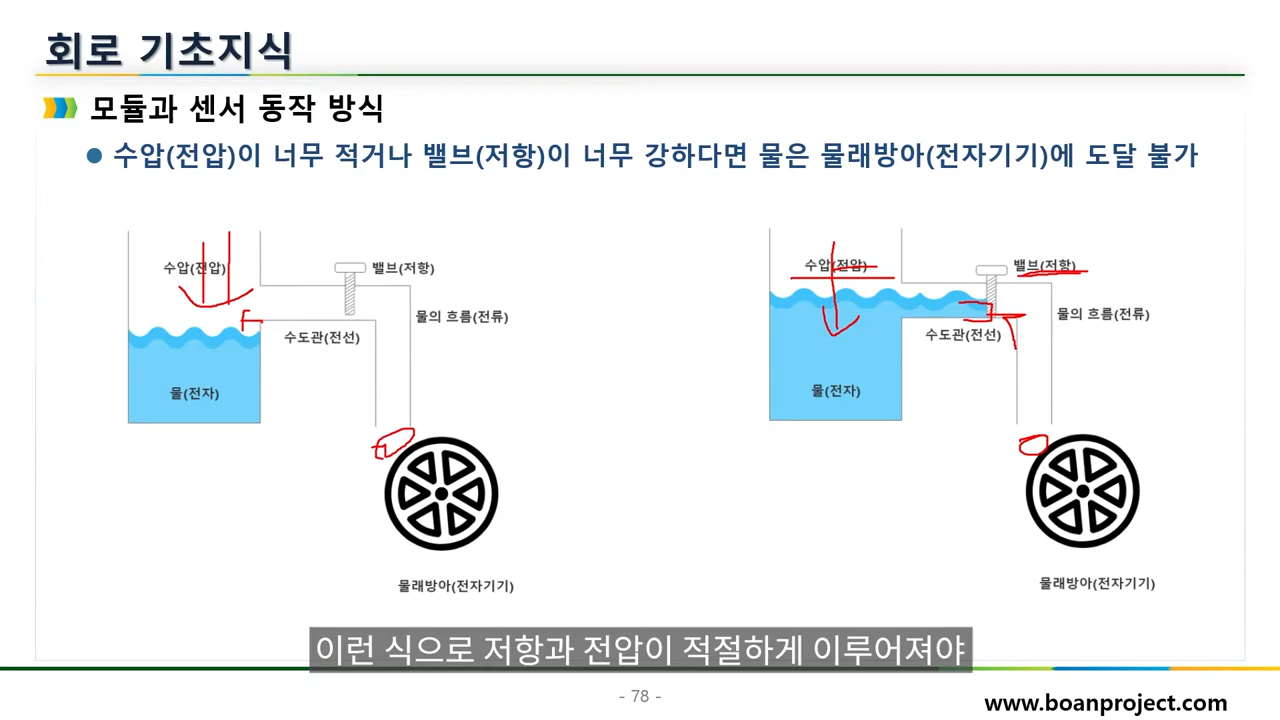 회로 기초지식
모듈과 센서 동작 방식
수압(전압)이 너무 적거나 밸브(저항)이 너무 강하다면 물은 물래방아(전자기기)에 도달 불가
수압(전압)
밸브(저항)
물의 흐름(전류)
수도관(전선)
물(전자)
물래방아(전자기기)
수압(전압)
밸브(저항)
물의 흐름(전류)
수도관(전선)
물(전자)
물래방아(전자기기)
이런 식으로 저항과 전압이 적절하게 이루어져야
- 78 -
www.boanproject.com